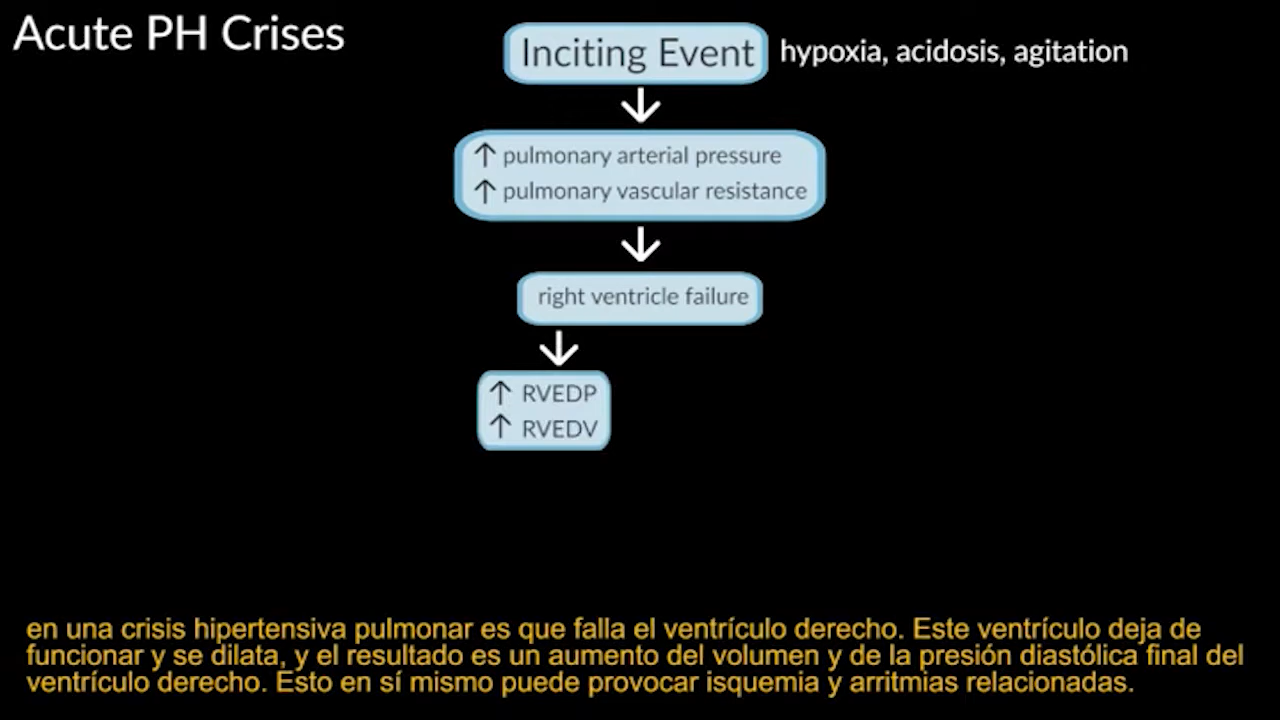 Acute PH Crises
Inciting Event
hypoxia, acidosis, agitation
↑ pulmonary arterial pressure
↑ pulmonary vascular resistance
right ventricle failure
↑ RVEDP
↑ RVEDV
en una crisis hipertensiva pulmonar es que falla el ventrículo derecho. Este ventrículo deja de
funcionar y se dilata, y el resultado es un aumento del volumen y de la presión diastólica final del
ventrículo derecho. Esto en sí mismo puede provocar isquemia y arritmias relacionadas.